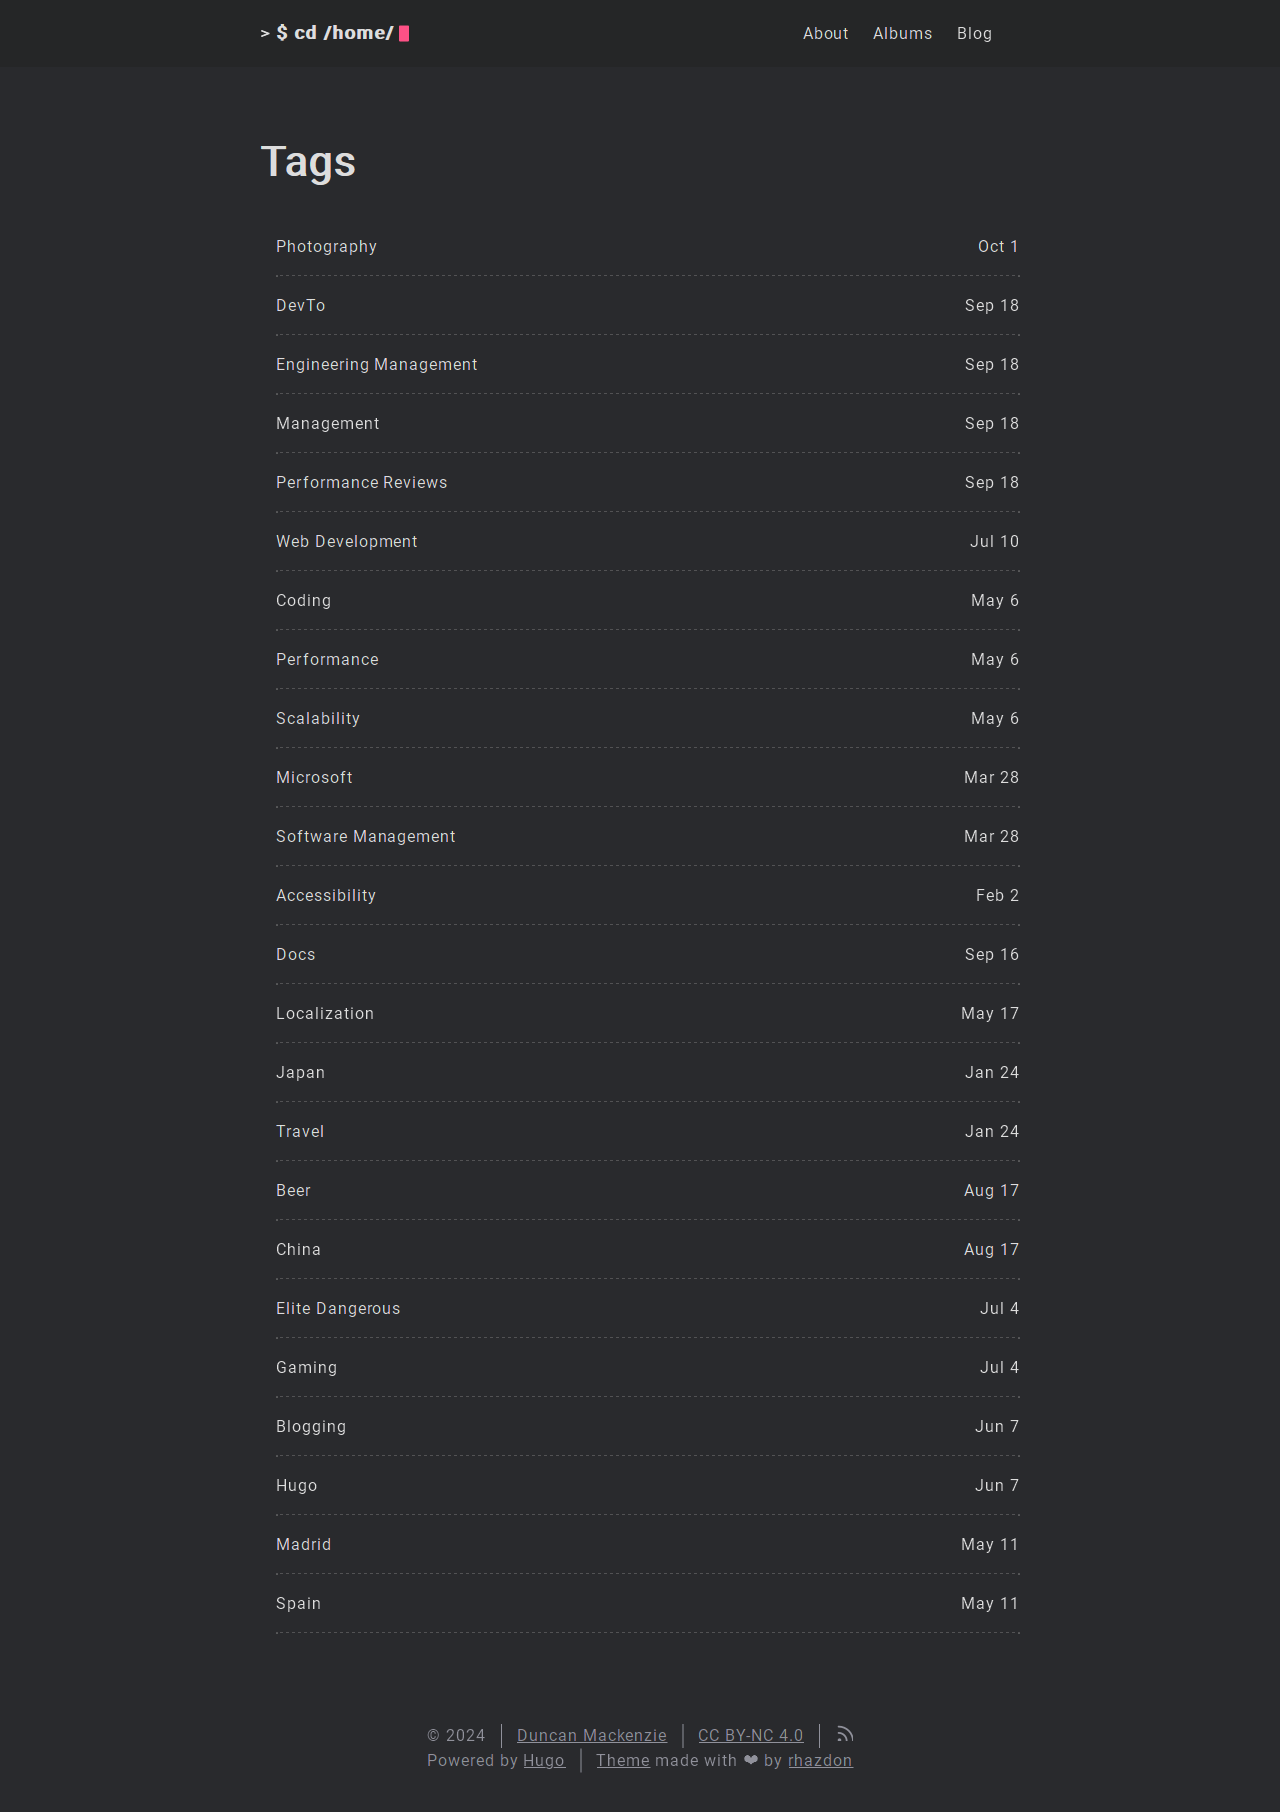 > $ cd /home/
About Albums Blog
Tags
Photography Oct 1
DevTo Sep 18
Engineering Management Sep 18
Management Sep 18
Performance Reviews Sep 18
Web Development Jul 10
Coding May 6
Performance May 6
Scalability May 6
Microsoft Mar 28
Software Management Mar 28
Accessibility Feb 2
Docs Sep 16
Localization May 17
Japan Jan 24
Travel Jan 24
Beer Aug 17
China Aug 17
Elite Dangerous Jul 4
Gaming Jul 4
Blogging Jun 7
Hugo Jun 7
Madrid May 11
Spain May 11
© 2024 Duncan Mackenzie CC BY-NC 4.0
Powered by Hugo Theme made with ❤ by rhazdon